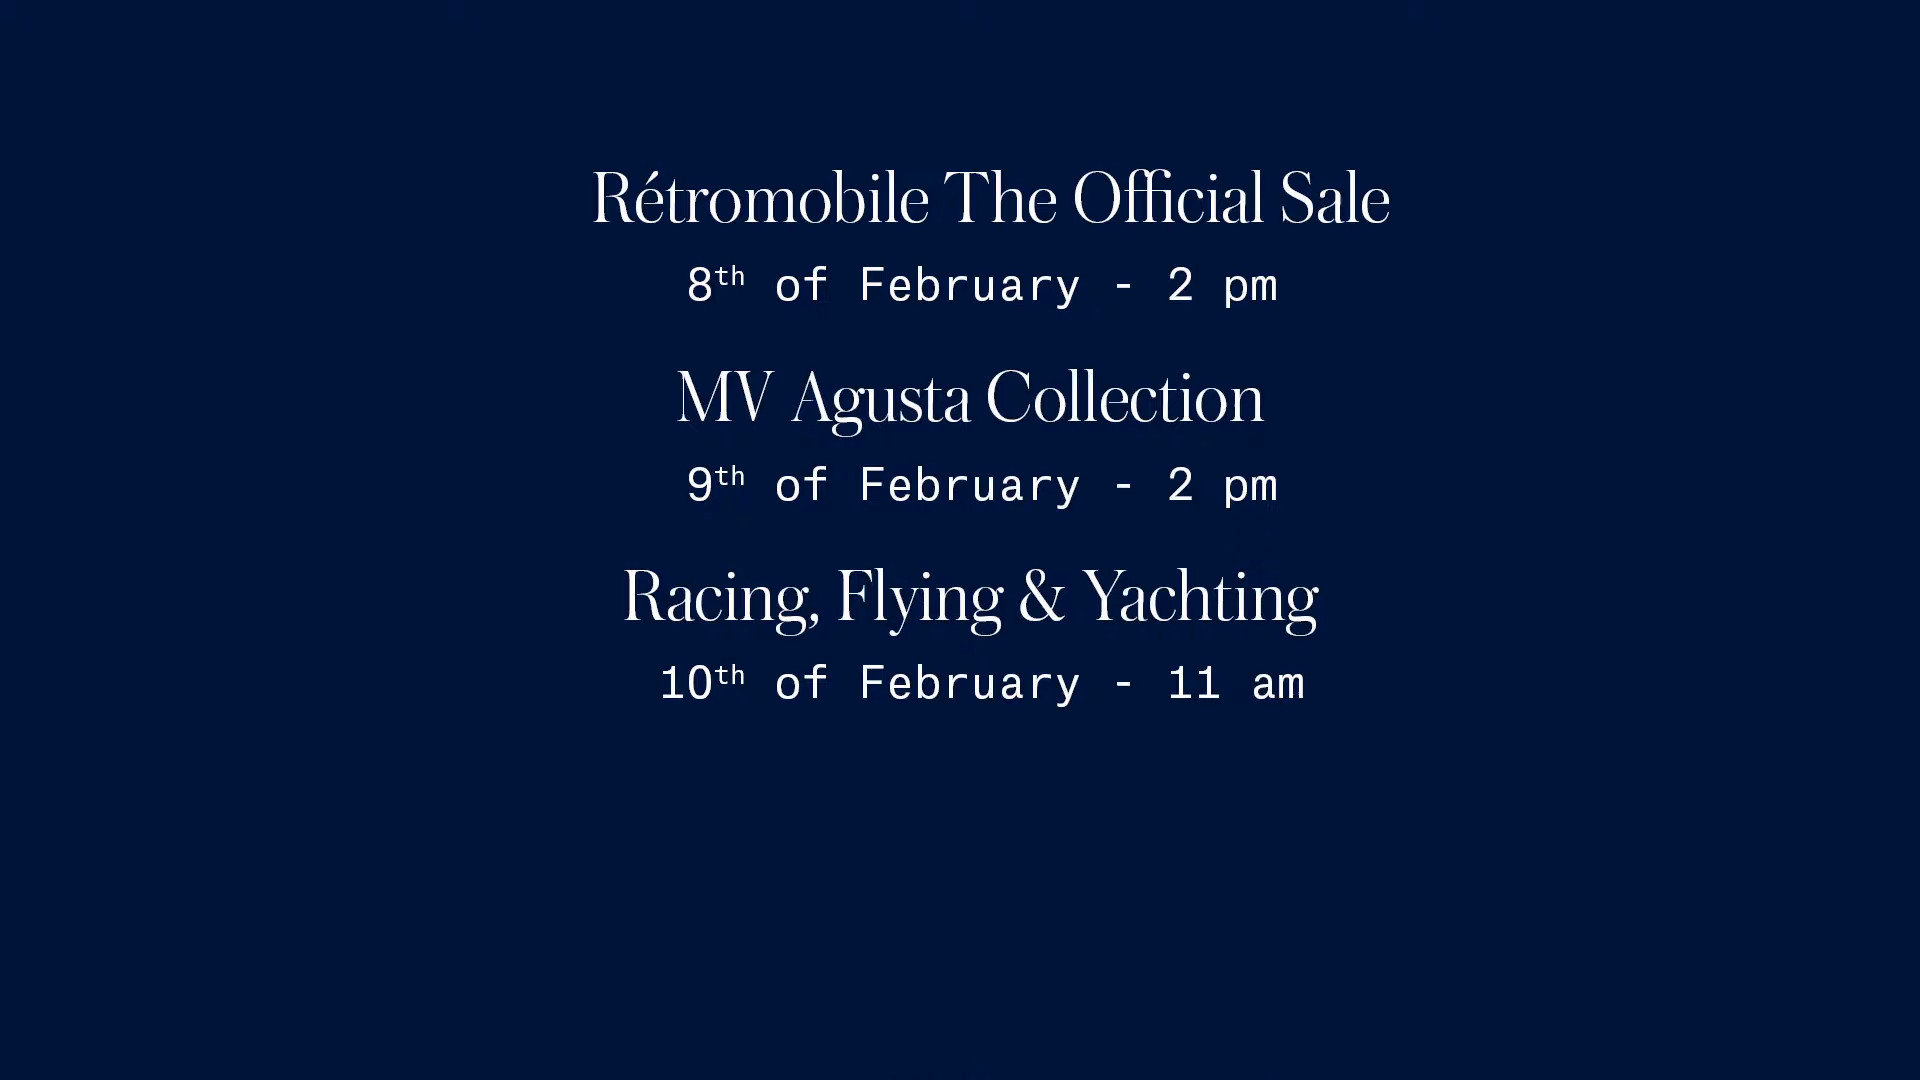 Rétromobile The Official Sale
8th of February - 2 pm
MV Agusta Collection
9th of February - 2 pm
Racing, Flying & Yachting
10th of February - 11 am